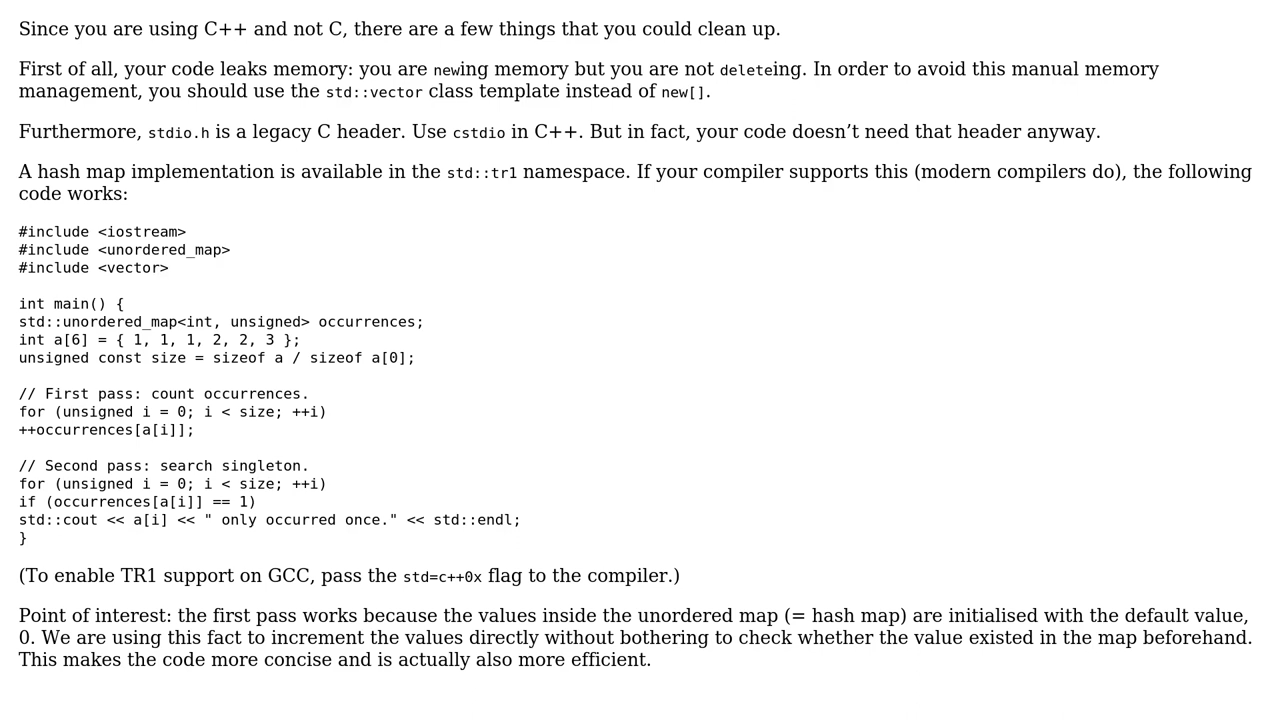 Since you are using C++ and not C, there are a few things that you could clean up.
First of all, your code leaks memory: you are newing memory but you are not deleteing. In order to avoid this manual memory
management, you should use the std::vector class template instead of new[].
Furthermore, stdio.h is a legacy C header. Use cstdio in C++. But in fact, your code doesn’t need that header anyway.
A hash map implementation is available in the std::tr1 namespace. If your compiler supports this (modern compilers do), the following
code works:
#include <iostream>
#include <unordered_map>
#include <vector>
int main() {
std::unordered_map<int, unsigned> occurrences;
int a[6] = { 1, 1, 1, 2, 2, 3 };
unsigned const size = sizeof a / sizeof a[0];
// First pass: count occurrences.
for (unsigned i = 0; i < size; ++i)
++occurrences[a[i]];
// Second pass: search singleton.
for (unsigned i = 0; i < size; ++i)
if (occurrences[a[i]] == 1)
std::cout << a[i] << " only occurred once." << std::endl;
}
(To enable TR1 support on GCC, pass the std=c++0x flag to the compiler.)
Point of interest: the first pass works because the values inside the unordered map (= hash map) are initialised with the default value,
0. We are using this fact to increment the values directly without bothering to check whether the value existed in the map beforehand.
This makes the code more concise and is actually also more efficient.